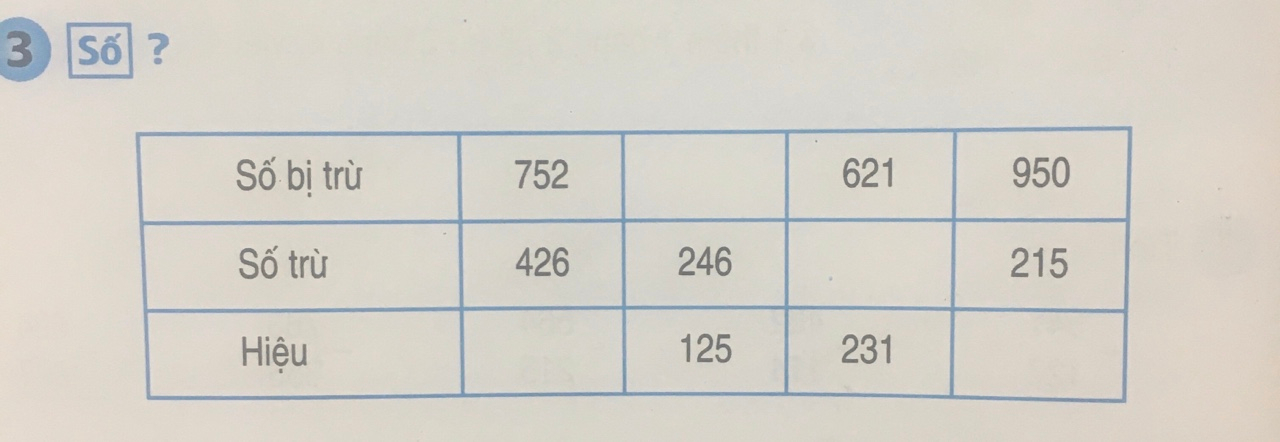 3 Số ?
Số bị trừ 752 621 950
Số trừ 426 246 215
Hiệu 125 231